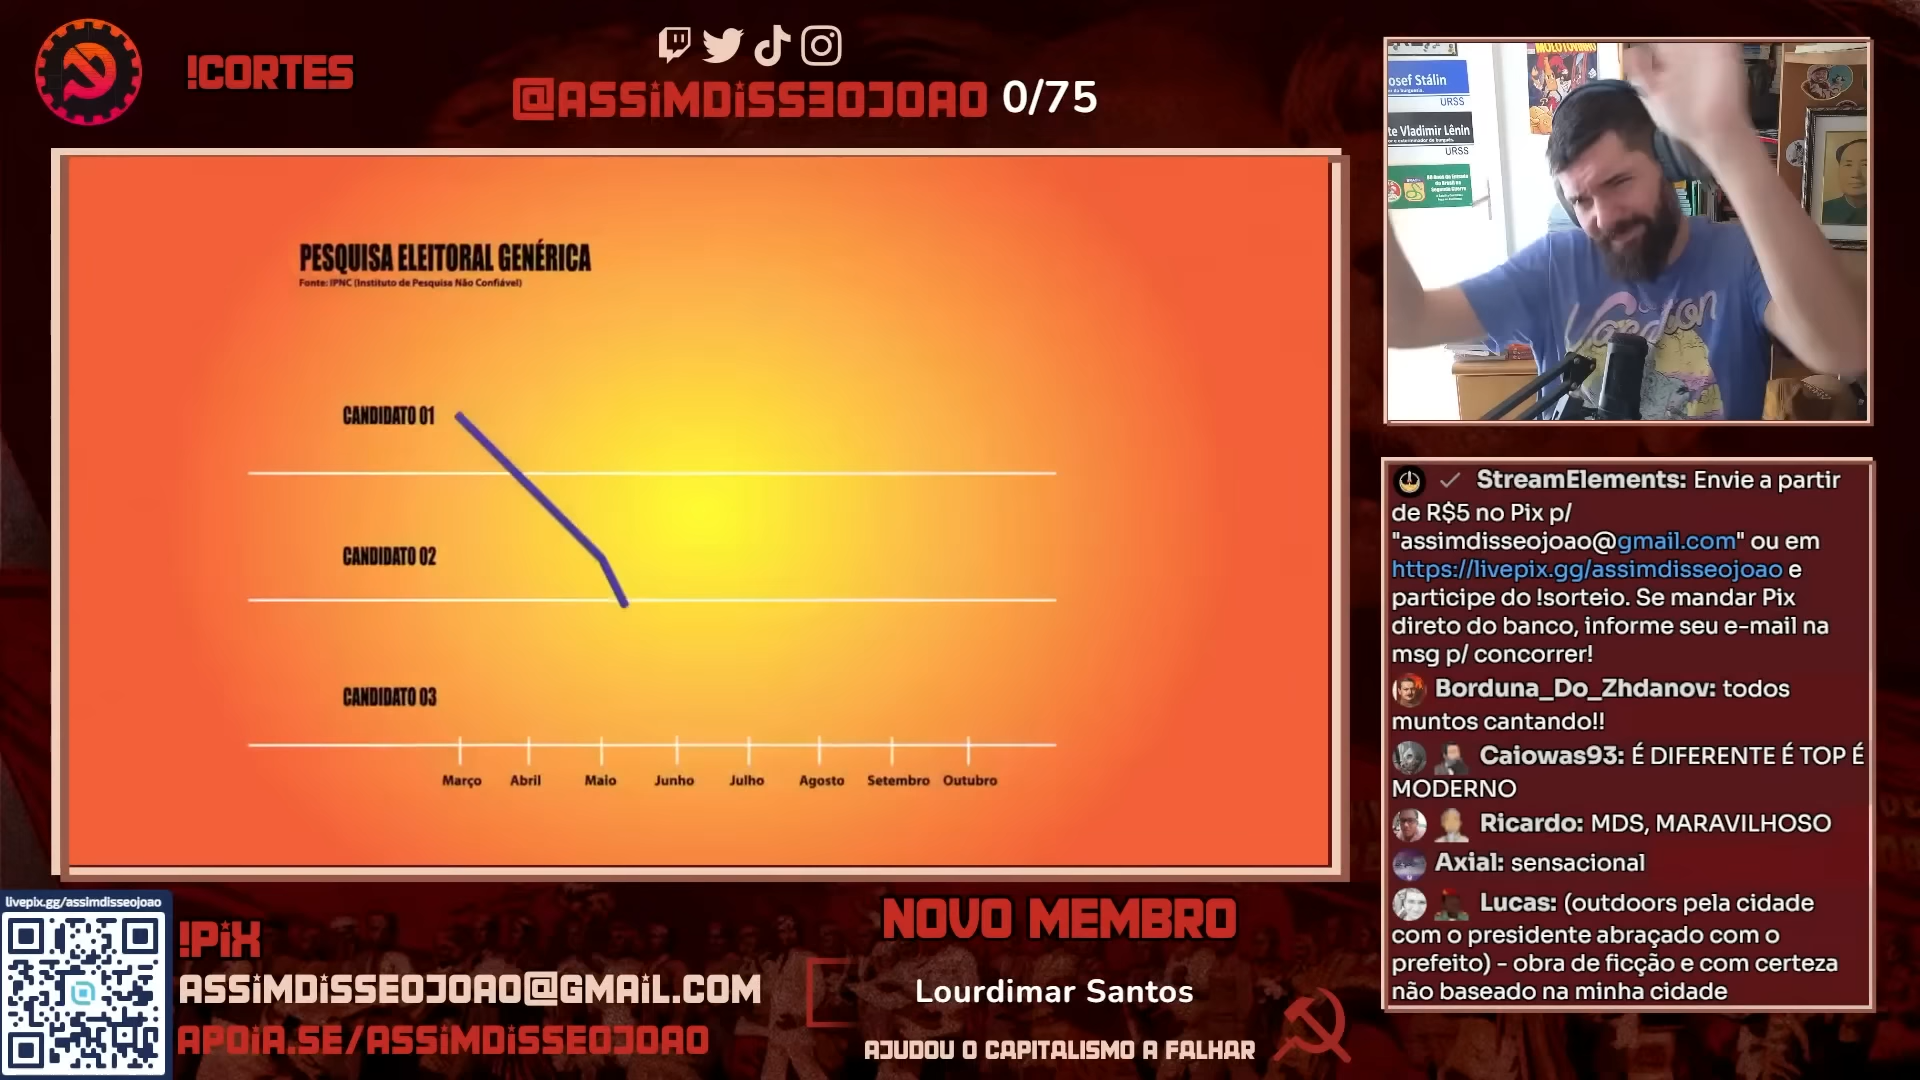 !CORTES
@ASSIMDISSEOJOAO 0/75
PESQUISA ELEITORAL GENÉRICA
Fonte: IPNC (Instituto de Pesquisa Não Confiável)
CANDIDATO 01
CANDIDATO 02
CANDIDATO 03
Março Abril Maio Junho Julho Agosto Setembro Outubro
MOLOTOVINHO
osef Stálin
URSS
te Vladimir Lênin
URSS
StreamElements: Envie a partir
de R$5 no Pix p/
"assimdisseojoao@gmail.com" ou em
https://livepix.gg/assimdisseojoao e
participe do !sorteio. Se mandar Pix
direto do banco, informe seu e-mail na
msg p/ concorrer!
Borduna_Do_Zhdanov: todos
muntos cantando!!
Caiowas93: É DIFERENTE É TOP É
MODERNO
Ricardo: MDS, MARAVILHOSO
Axial: sensacional
Lucas: (outdoors pela cidade
com o presidente abraçado com o
prefeito) - obra de ficção e com certeza
não baseado na minha cidade
livepix.gg/assimdisseojoao
!PIX
ASSIMDISSEOJOAO@GMAIL.COM
APOIA.SE/ASSIMDISSEOJOAO
NOVO MEMBRO
Lourdimar Santos
AJUDOU O CAPITALISMO A FALHAR